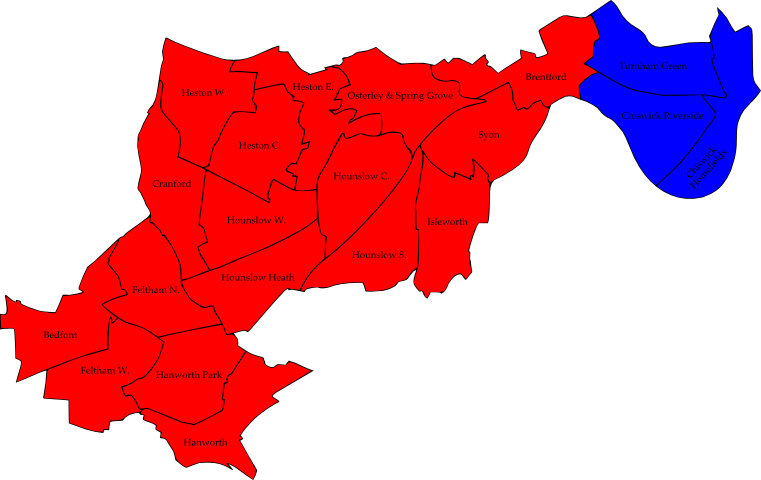 Turnham Green
Brentford
Heston W.
Heston E.
Osterley & Spring Grove
Chiswick Riverside
Syon
Heston C.
Chiswick
Homefields
Cranford
Hounslow C.
Hounslow W.
Isleworth
Hounslow S.
Hounslow Heath
Feltham N.
Bedfont
Feltham W.
Hanworth Park
Hanworth